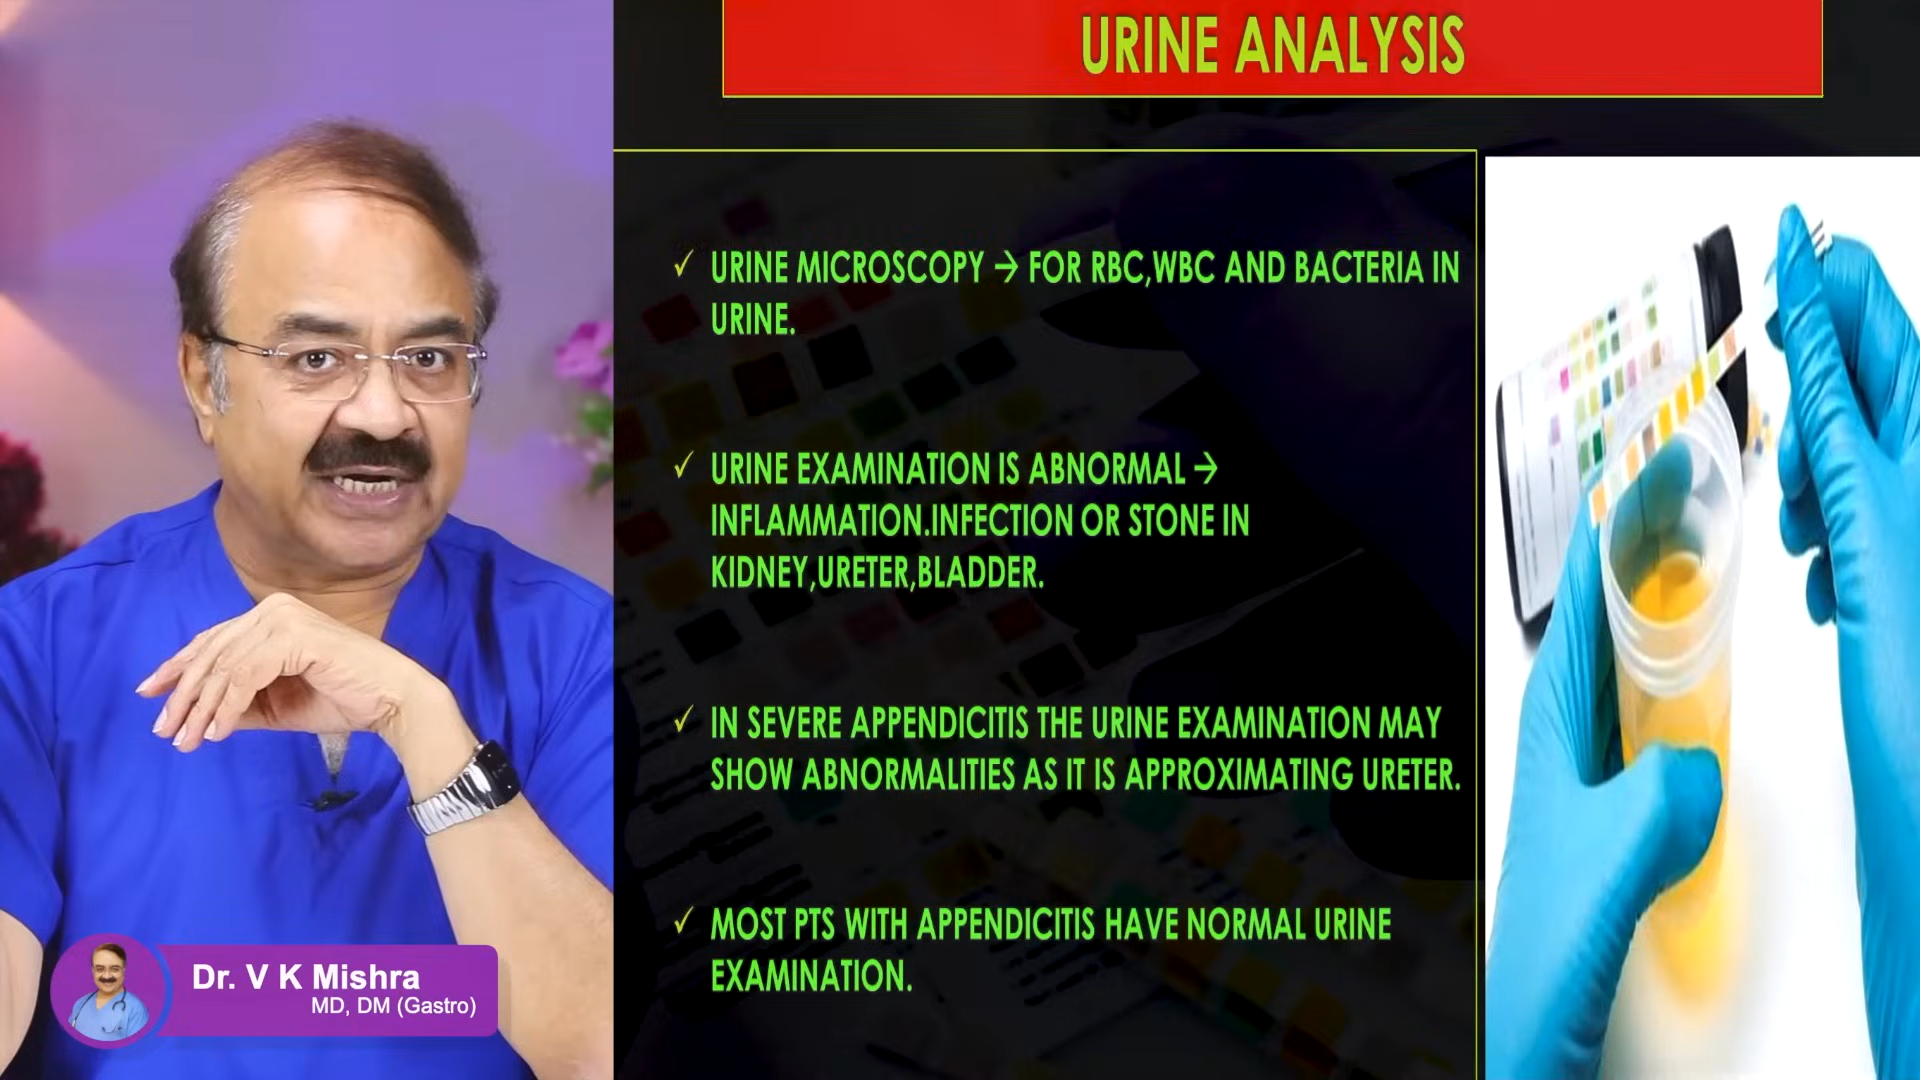 URINE ANALYSIS
✓ URINE MICROSCOPY → FOR RBC,WBC AND BACTERIA IN
URINE.
✓ URINE EXAMINATION IS ABNORMAL →
INFLAMMATION.INFECTION OR STONE IN
KIDNEY,URETER,BLADDER.
✓ IN SEVERE APPENDICITIS THE URINE EXAMINATION MAY
SHOW ABNORMALITIES AS IT IS APPROXIMATING URETER.
✓ MOST PTS WITH APPENDICITIS HAVE NORMAL URINE
EXAMINATION.
Dr. V K Mishra
MD, DM (Gastro)